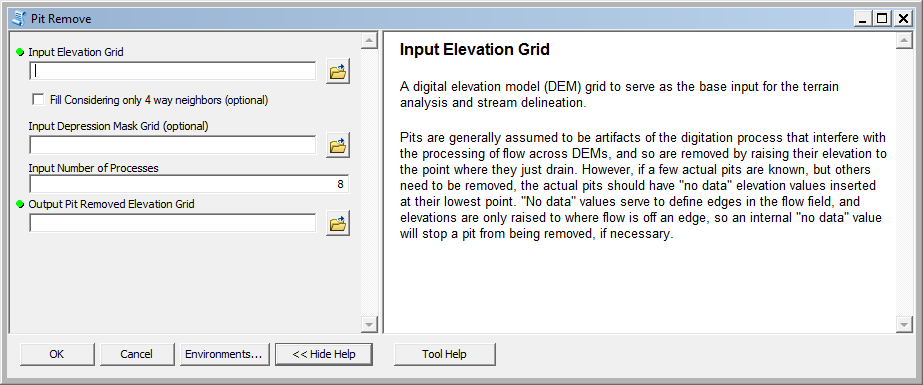 Pit Remove
Input Elevation Grid
Fill Considering only 4 way neighbors (optional)
Input Depression Mask Grid (optional)
Input Number of Processes
8
Output Pit Removed Elevation Grid
Input Elevation Grid
A digital elevation model (DEM) grid to serve as the base input for the terrain
analysis and stream delineation.
Pits are generally assumed to be artifacts of the digitation process that interfere with
the processing of flow across DEMs, and so are removed by raising their elevation to
the point where they just drain. However, if a few actual pits are known, but others
need to be removed, the actual pits should have "no data" elevation values inserted
at their lowest point. "No data" values serve to define edges in the flow field, and
elevations are only raised to where flow is off an edge, so an internal "no data" value
will stop a pit from being removed, if necessary.
OK
Cancel
Environments...
<< Hide Help
Tool Help